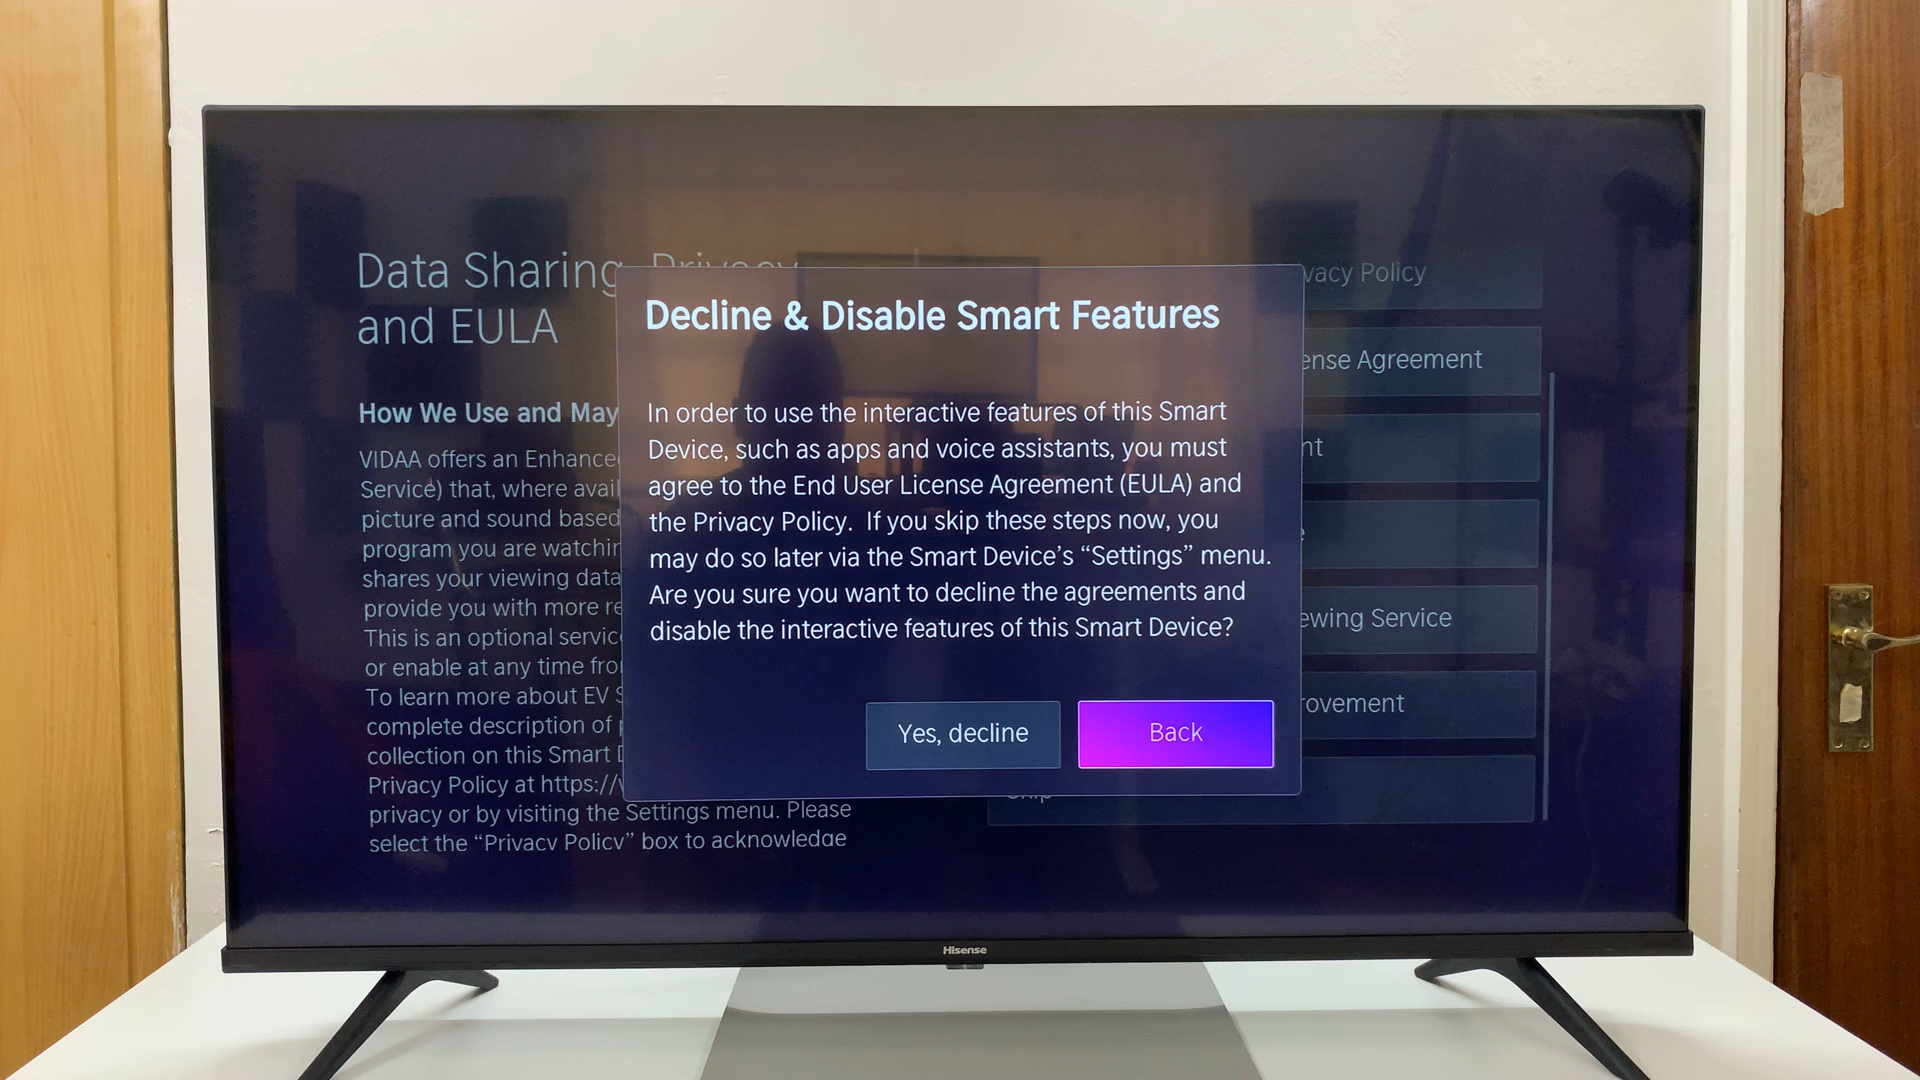 Data Sharing, Privacy
and EULA
How We Use and May
VIDAA offers an Enhanced
Service) that, where avail
picture and sound based
program you are watchin
shares your viewing data
provide you with more re
This is an optional service
or enable at any time from
To learn more about EV S
complete description of p
collection on this Smart D
Privacy Policy at https://
privacy or by visiting the Settings menu. Please
select the “Privacy Policy” box to acknowledge
Decline & Disable Smart Features
In order to use the interactive features of this Smart
Device, such as apps and voice assistants, you must
agree to the End User License Agreement (EULA) and
the Privacy Policy. If you skip these steps now, you
may do so later via the Smart Device’s “Settings” menu.
Are you sure you want to decline the agreements and
disable the interactive features of this Smart Device?
Yes, decline
Back
vacy Policy
ense Agreement
nt
e
ewing Service
rovement
Skip
Hisense